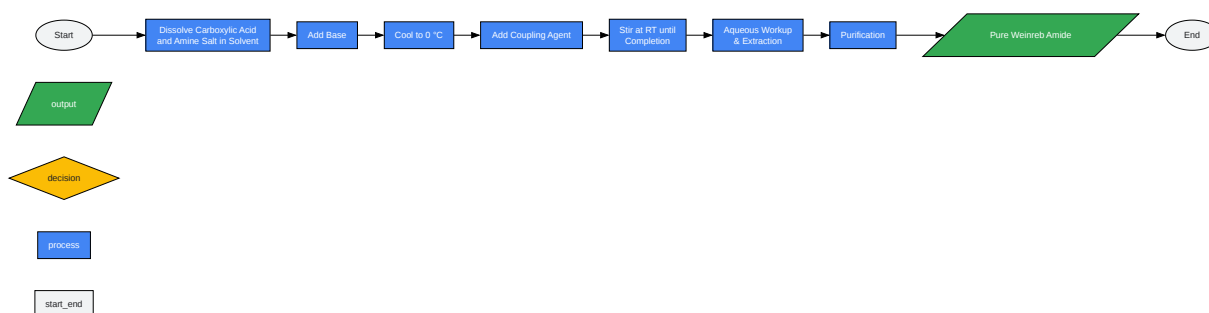 Start
Dissolve Carboxylic Acid
and Amine Salt in Solvent
Add Base
Cool to 0 °C
Add Coupling Agent
Stir at RT until
Completion
Aqueous Workup
& Extraction
Purification
Pure Weinreb Amide
End
output
decision
process
start_end